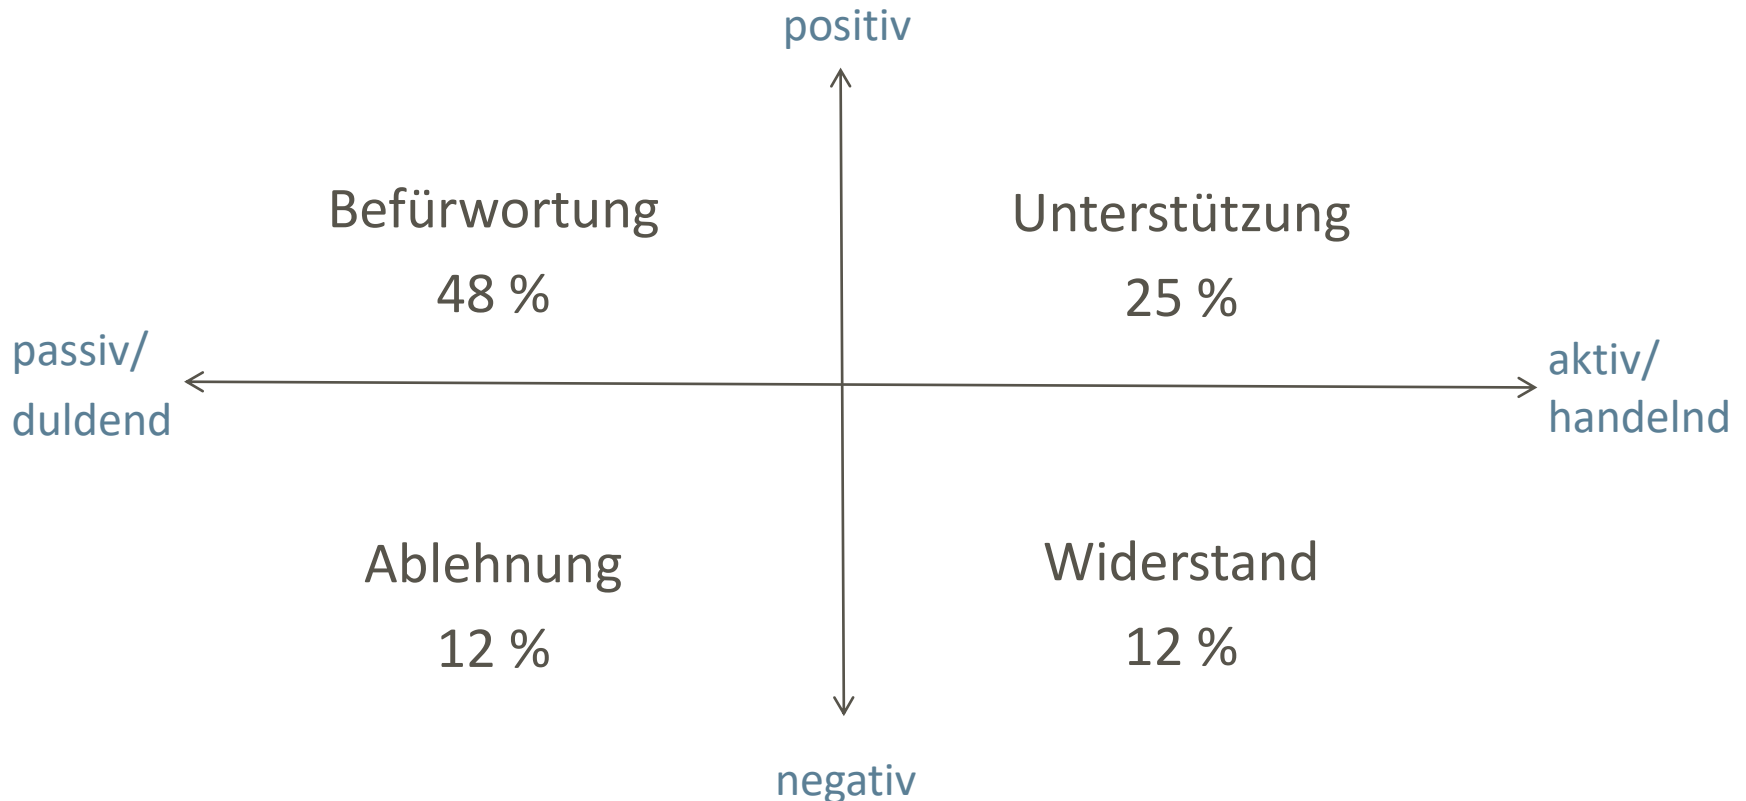 positiv
Befürwortung
48 %
Unterstützung
25 %
passiv/
duldend
aktiv/
handelnd
Ablehnung
12 %
Widerstand
12 %
negativ